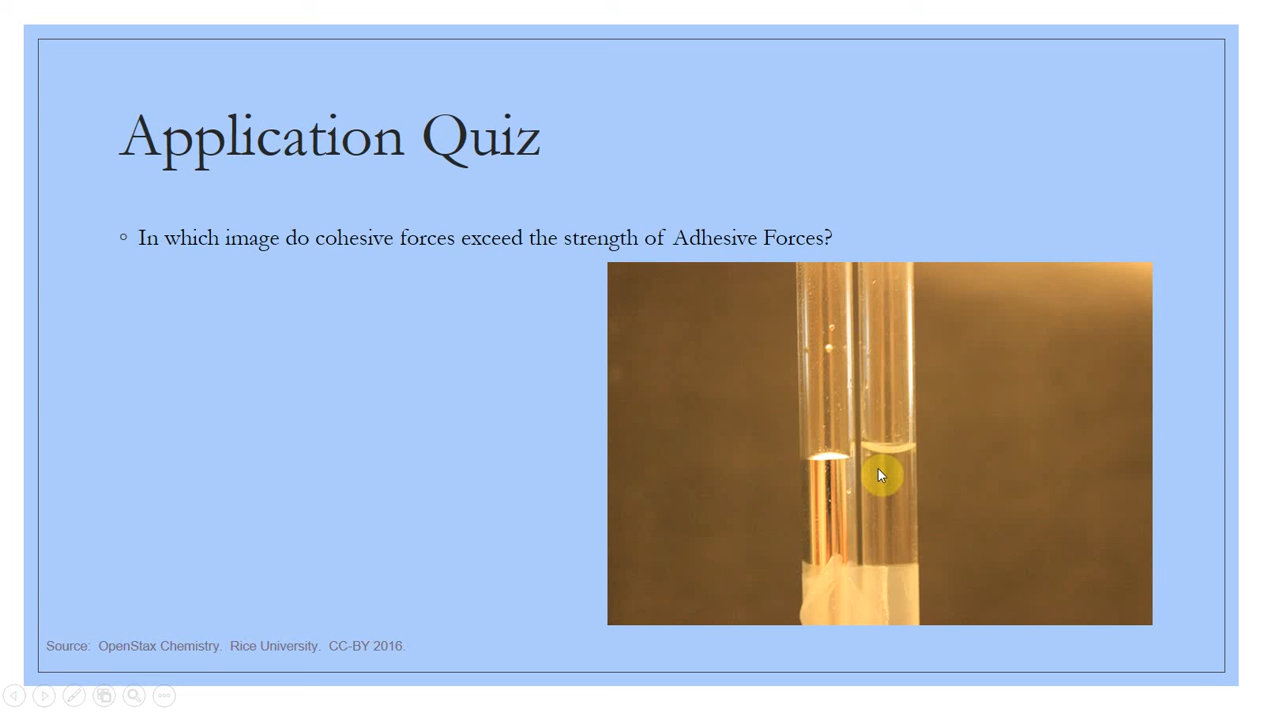 Application Quiz
◦ In which image do cohesive forces exceed the strength of Adhesive Forces?
Source: OpenStax Chemistry. Rice University. CC-BY 2016.